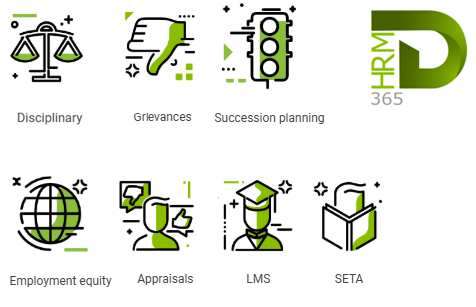 HRM
365
Disciplinary
Grievances
Succession planning
Employment equity
Appraisals
LMS
SETA